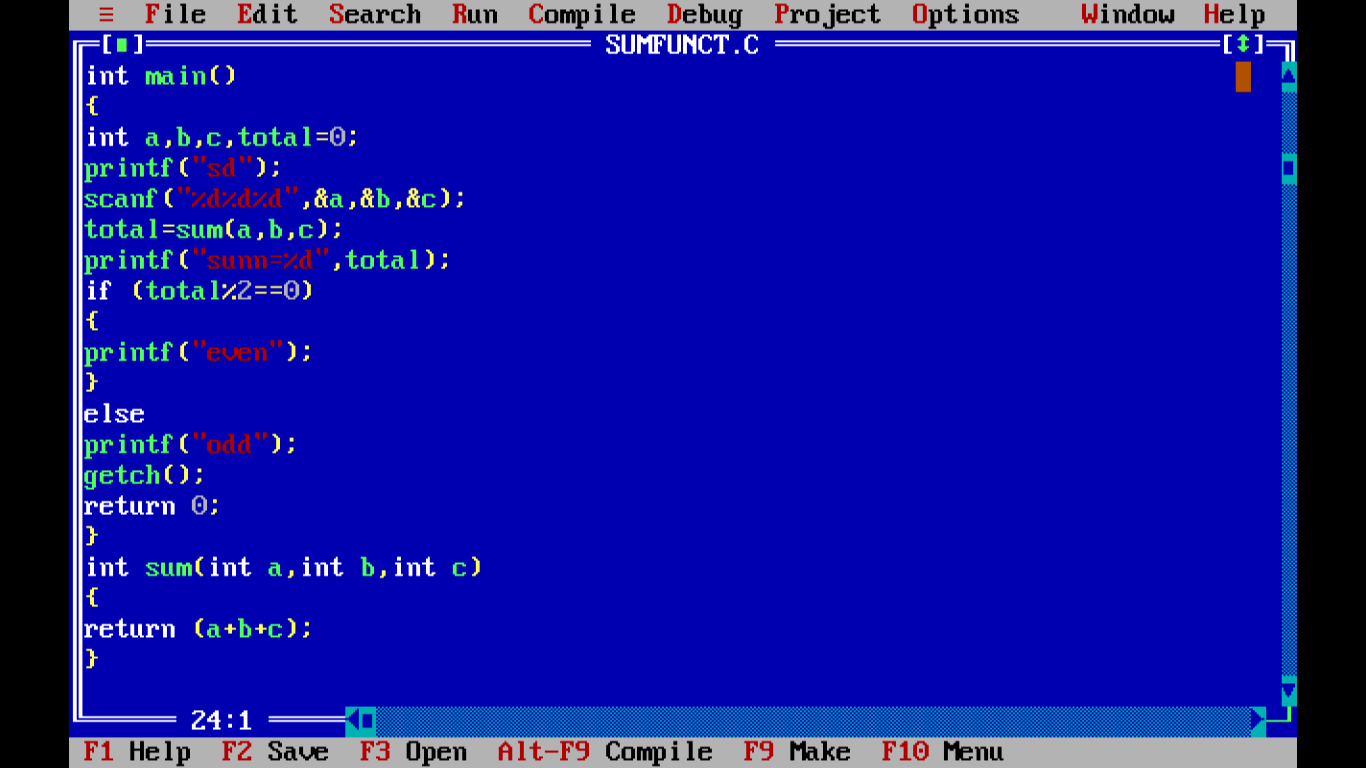 ≡ File Edit Search Run Compile Debug Project Options Window Help
[■] SUMFUNCT.C [↕]
int main()
{
int a,b,c,total=0;
printf("sd");
scanf("%d%d%d",&a,&b,&c);
total=sum(a,b,c);
printf("sunn=%d",total);
if (total%2==0)
{
printf("even");
}
else
printf("odd");
getch();
return 0;
}
int sum(int a,int b,int c)
{
return (a+b+c);
}
24:1
F1 Help F2 Save F3 Open Alt-F9 Compile F9 Make F10 Menu